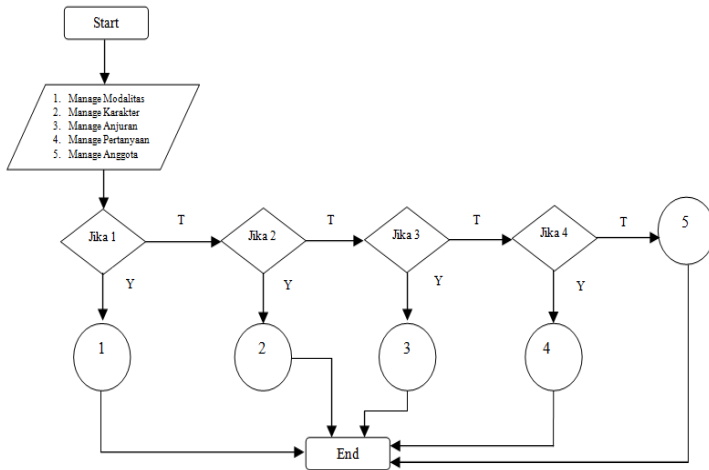 Start
1. Manage Modalitas
2. Manage Karakter
3. Manage Anjuran
4. Manage Pertanyaan
5. Manage Anggota
Jika 1
T
Jika 2
T
Jika 3
T
Jika 4
T
5
Y
Y
Y
Y
1
2
3
4
End